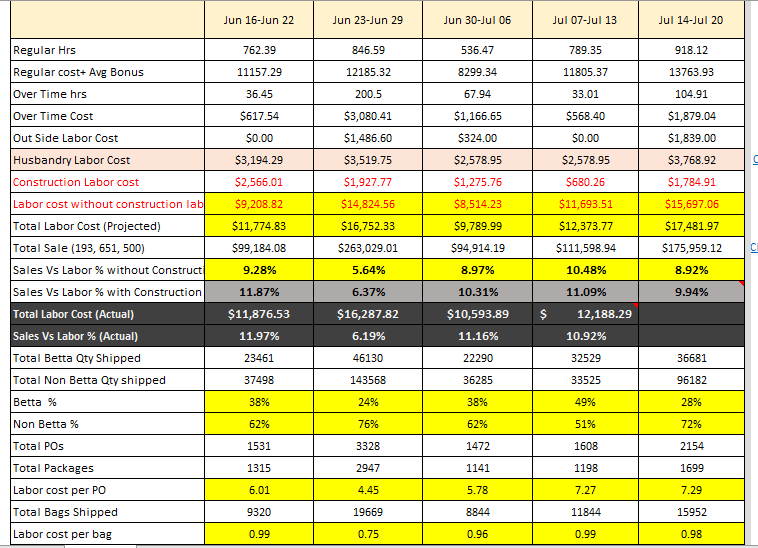 Jun 16-Jun 22 Jun 23-Jun 29 Jun 30-Jul 06 Jul 07-Jul 13 Jul 14-Jul 20
Regular Hrs 762.39 846.59 536.47 789.35 918.12
Regular cost+ Avg Bonus 11157.29 12185.32 8299.34 11805.37 13763.93
Over Time hrs 36.45 200.5 67.94 33.01 104.91
Over Time Cost $617.54 $3,080.41 $1,166.65 $568.40 $1,879.04
Out Side Labor Cost $0.00 $1,486.60 $324.00 $0.00 $1,839.00
Husbandry Labor Cost $3,194.29 $3,519.75 $2,578.95 $2,578.95 $3,768.92
Construction Labor cost $2,566.01 $1,927.77 $1,275.76 $680.26 $1,784.91
Labor cost without construction lab $9,208.82 $14,824.56 $8,514.23 $11,693.51 $15,697.06
Total Labor Cost (Projected) $11,774.83 $16,752.33 $9,789.99 $12,373.77 $17,481.97
Total Sale (193, 651, 500) $99,184.08 $263,029.01 $94,914.19 $111,598.94 $175,959.12
Sales Vs Labor % without Constructi 9.28% 5.64% 8.97% 10.48% 8.92%
Sales Vs Labor % with Construction 11.87% 6.37% 10.31% 11.09% 9.94%
Total Labor Cost (Actual) $11,876.53 $16,287.82 $10,593.89 $ 12,188.29
Sales Vs Labor % (Actual) 11.97% 6.19% 11.16% 10.92%
Total Betta Qty Shipped 23461 46130 22290 32529 36681
Total Non Betta Qty shipped 37498 143568 36285 33525 96182
Betta % 38% 24% 38% 49% 28%
Non Betta % 62% 76% 62% 51% 72%
Total POs 1531 3328 1472 1608 2154
Total Packages 1315 2947 1141 1198 1699
Labor cost per PO 6.01 4.45 5.78 7.27 7.29
Total Bags Shipped 9320 19669 8844 11844 15952
Labor cost per bag 0.99 0.75 0.96 0.99 0.98